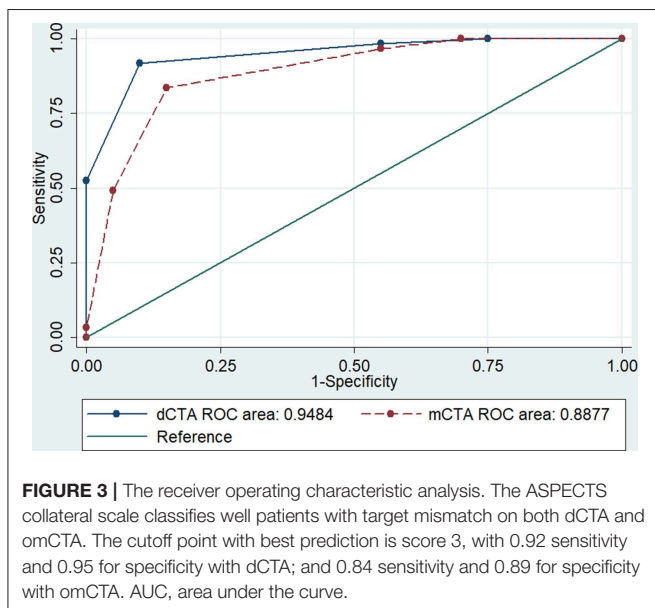 1.00
0.75
0.50
0.25
0.00
Sensitivity
0.00 0.25 0.50 0.75 1.00
1-Specificity
dCTA ROC area: 0.9484 mCTA ROC area: 0.8877
Reference
FIGURE 3 | The receiver operating characteristic analysis. The ASPECTS
collateral scale classifies well patients with target mismatch on both dCTA and
omCTA. The cutoff point with best prediction is score 3, with 0.92 sensitivity
and 0.95 for specificity with dCTA; and 0.84 sensitivity and 0.89 for specificity
with omCTA. AUC, area under the curve.